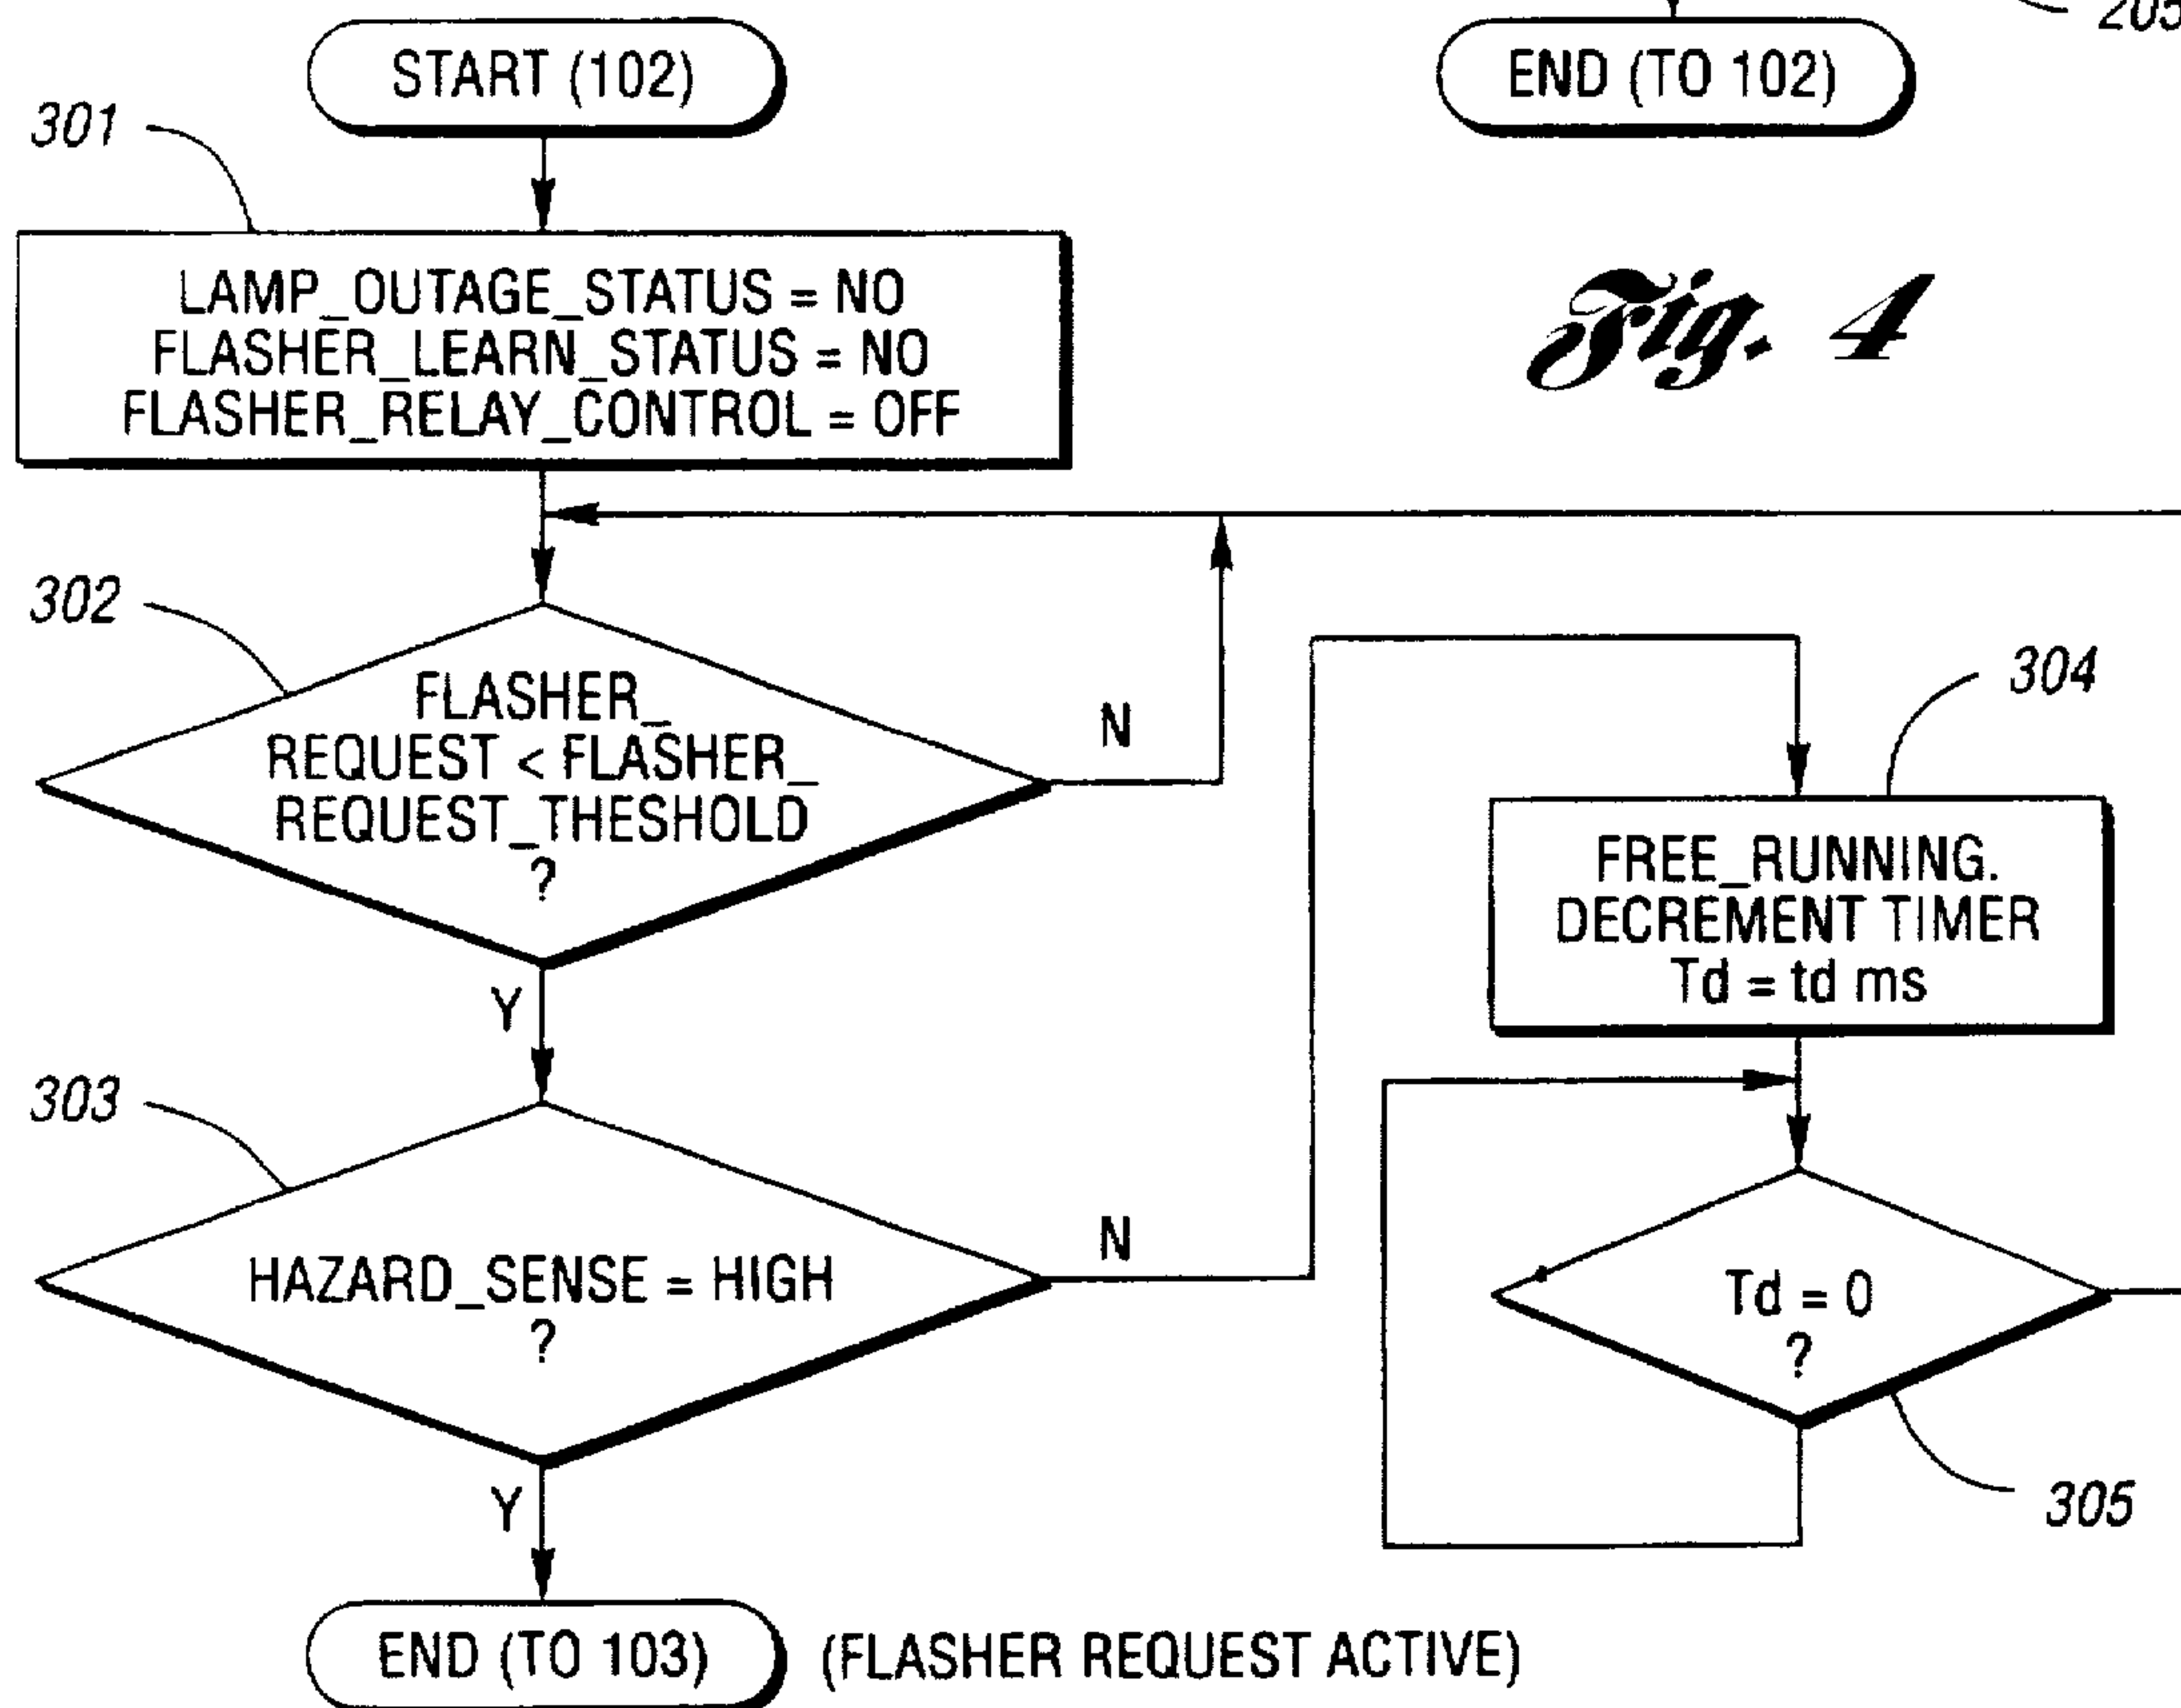 START (102)
END (TO 102)
301
LAMP_OUTAGE_STATUS = NO
FLASHER_LEARN_STATUS = NO
FLASHER_RELAY_CONTROL = OFF
Fig. 4
302
FLASHER_
REQUEST < FLASHER_
REQUEST_THESHOLD
?
N
Y
304
FREE_RUNNING.
DECREMENT TIMER
Td = td ms
303
HAZARD_SENSE = HIGH
?
N
Y
Td = 0
?
305
END (TO 103)
(FLASHER REQUEST ACTIVE)